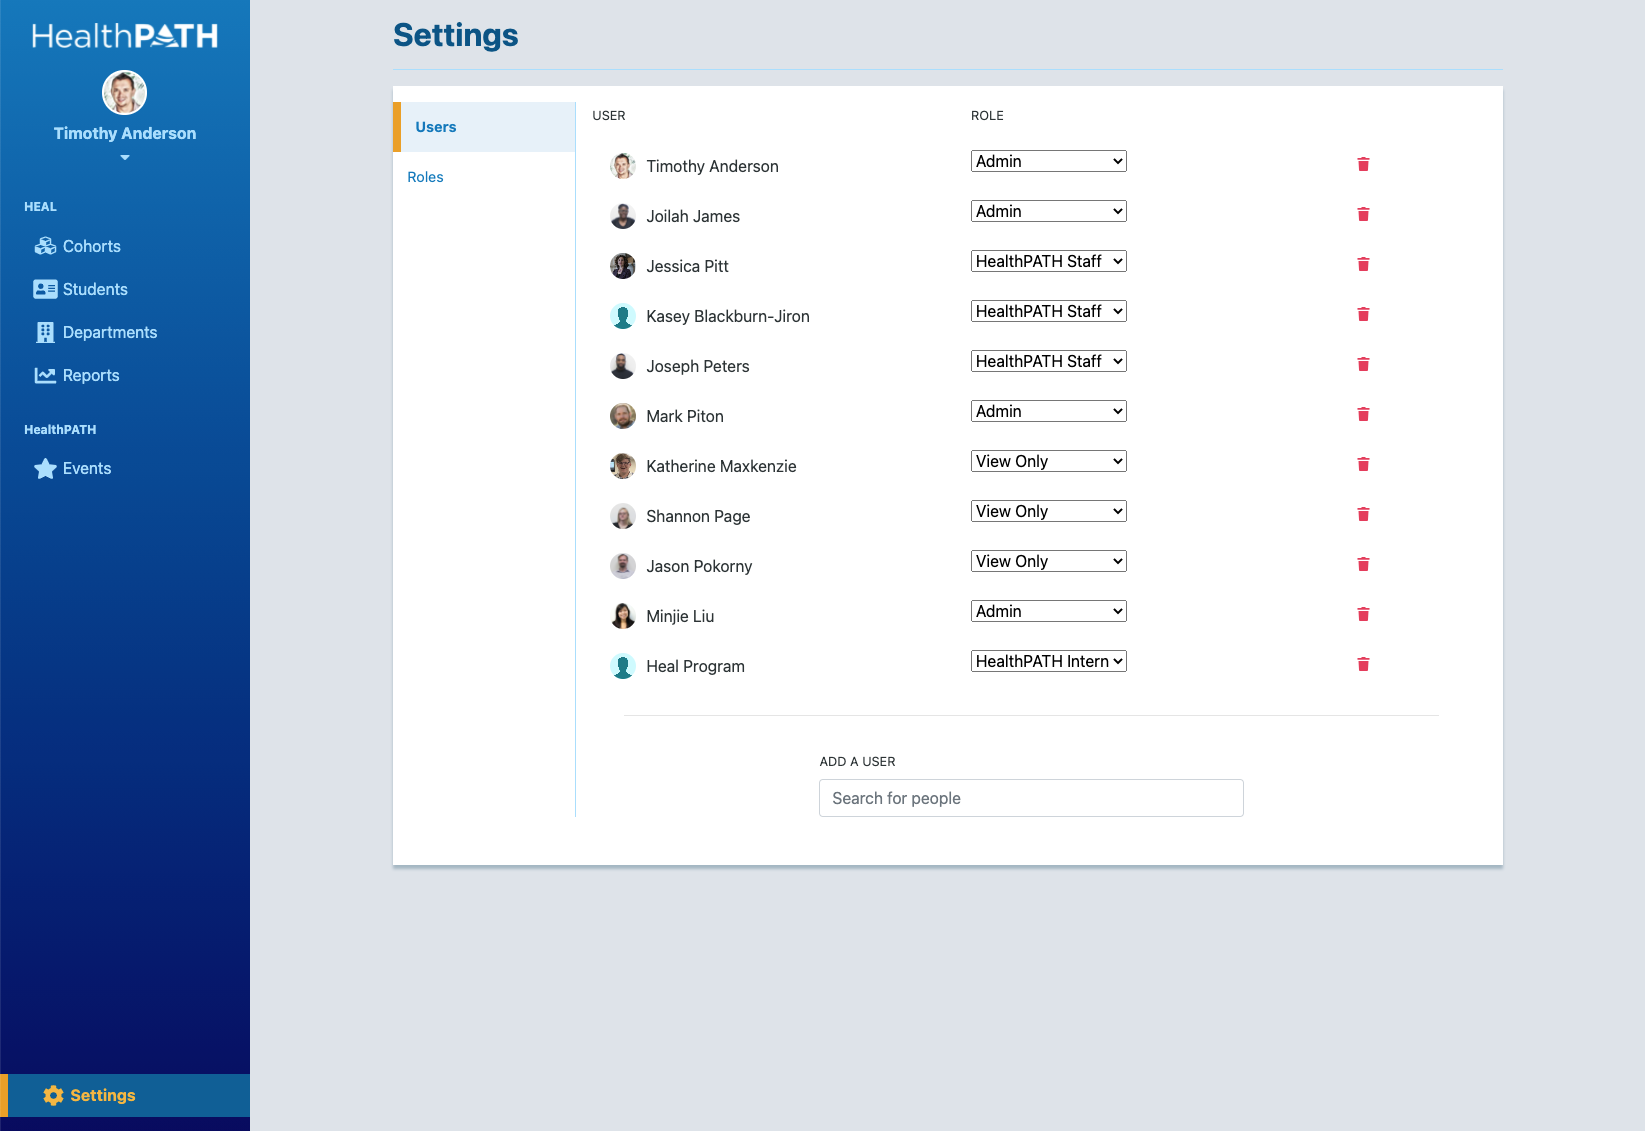 HealthPATH
Timothy Anderson
HEAL
Cohorts
Students
Departments
Reports
HealthPATH
Events
Settings
Settings
Users
Roles
USER ROLE
Timothy Anderson Admin
Joilah James Admin
Jessica Pitt HealthPATH Staff
Kasey Blackburn-Jiron HealthPATH Staff
Joseph Peters HealthPATH Staff
Mark Piton Admin
Katherine Maxkenzie View Only
Shannon Page View Only
Jason Pokorny View Only
Minjie Liu Admin
Heal Program HealthPATH Intern
ADD A USER
Search for people